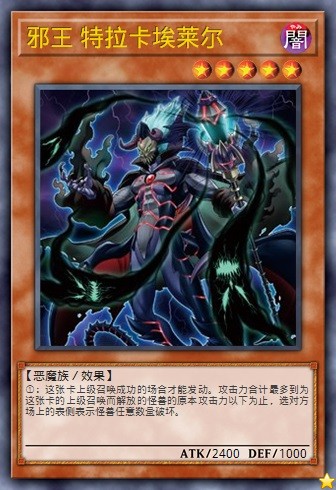 邪王 特拉卡埃莱尔
闇
【恶魔族／效果】
①：这张卡上级召唤成功的场合才能发动。攻击力合计最多到为
这张卡的上级召唤而解放的怪兽的原本攻击力以下为止，选对方
场上的表侧表示怪兽任意数量破坏。
ATK/2400 DEF/1000